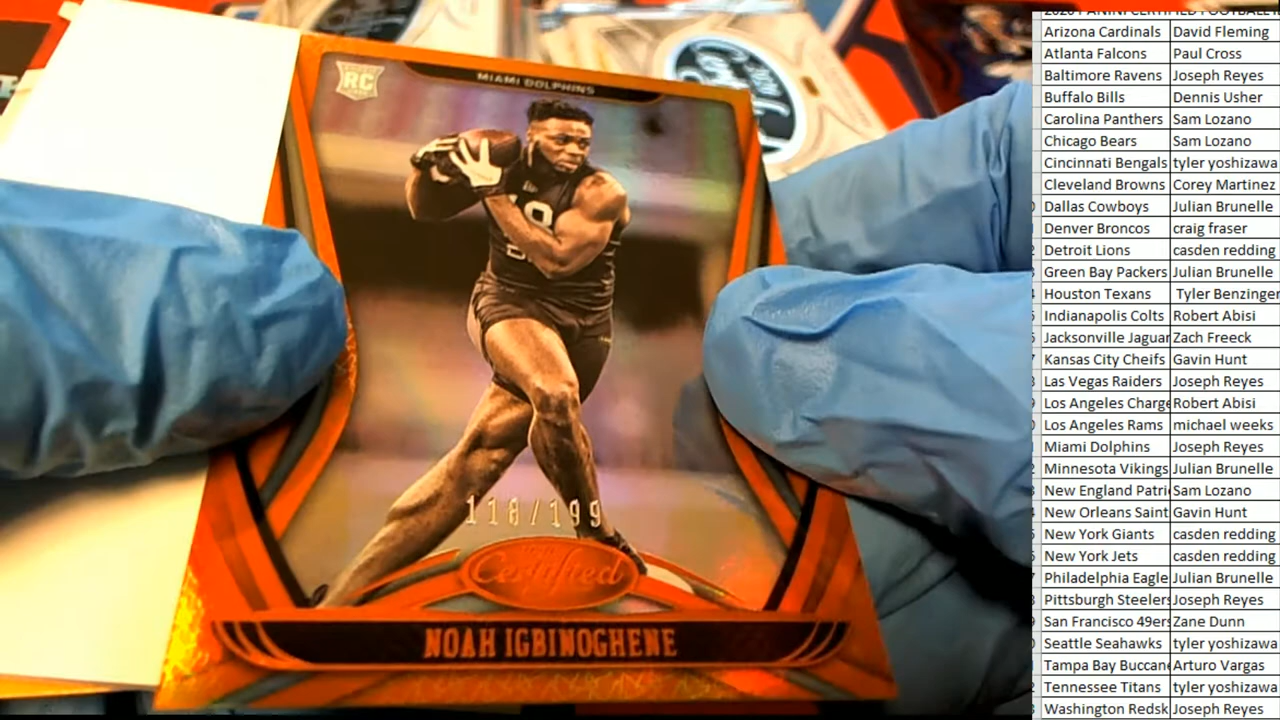 RC
MIAMI DOLPHINS
118/199
2020
Certified
NOAH IGBINOGHENE
2020 PANINI CERTIFIED FOOTBALL
Arizona Cardinals David Fleming
Atlanta Falcons Paul Cross
Baltimore Ravens Joseph Reyes
Buffalo Bills Dennis Usher
Carolina Panthers Sam Lozano
Chicago Bears Sam Lozano
Cincinnati Bengals tyler yoshizawa
Cleveland Browns Corey Martinez
Dallas Cowboys Julian Brunelle
Denver Broncos craig fraser
Detroit Lions casden redding
Green Bay Packers Julian Brunelle
Houston Texans Tyler Benzinger
Indianapolis Colts Robert Abisi
Jacksonville Jaguar Zach Freeck
Kansas City Cheifs Gavin Hunt
Las Vegas Raiders Joseph Reyes
Los Angeles Charge Robert Abisi
Los Angeles Rams michael weeks
Miami Dolphins Joseph Reyes
Minnesota Vikings Julian Brunelle
New England Patri Sam Lozano
New Orleans Saint Gavin Hunt
New York Giants casden redding
New York Jets casden redding
Philadelphia Eagle Julian Brunelle
Pittsburgh Steelers Joseph Reyes
San Francisco 49ers Zane Dunn
Seattle Seahawks tyler yoshizawa
Tampa Bay Buccane Arturo Vargas
Tennessee Titans tyler yoshizawa
Washington Redsk Joseph Reyes